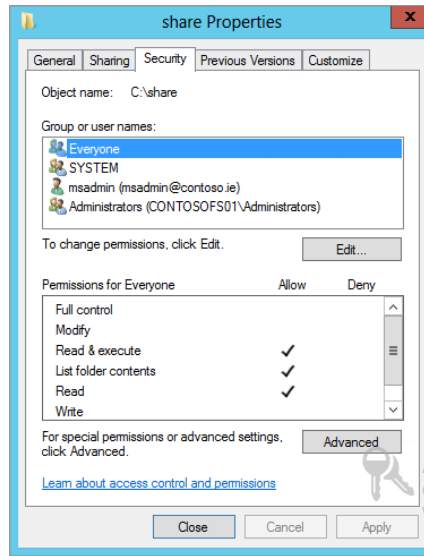 share Properties
x
General Sharing Security Previous Versions Customize
Object name: C:\share
Group or user names:
Everyone
SYSTEM
msadmin (msadmin@contoso.ie)
Administrators (CONTOSOFS01\Administrators)
To change permissions, click Edit.
Edit...
Permissions for Everyone Allow Deny
Full control
Modify
Read & execute
List folder contents
Read
Write
For special permissions or advanced settings,
click Advanced.
Advanced
Learn about access control and permissions
Close Cancel Apply